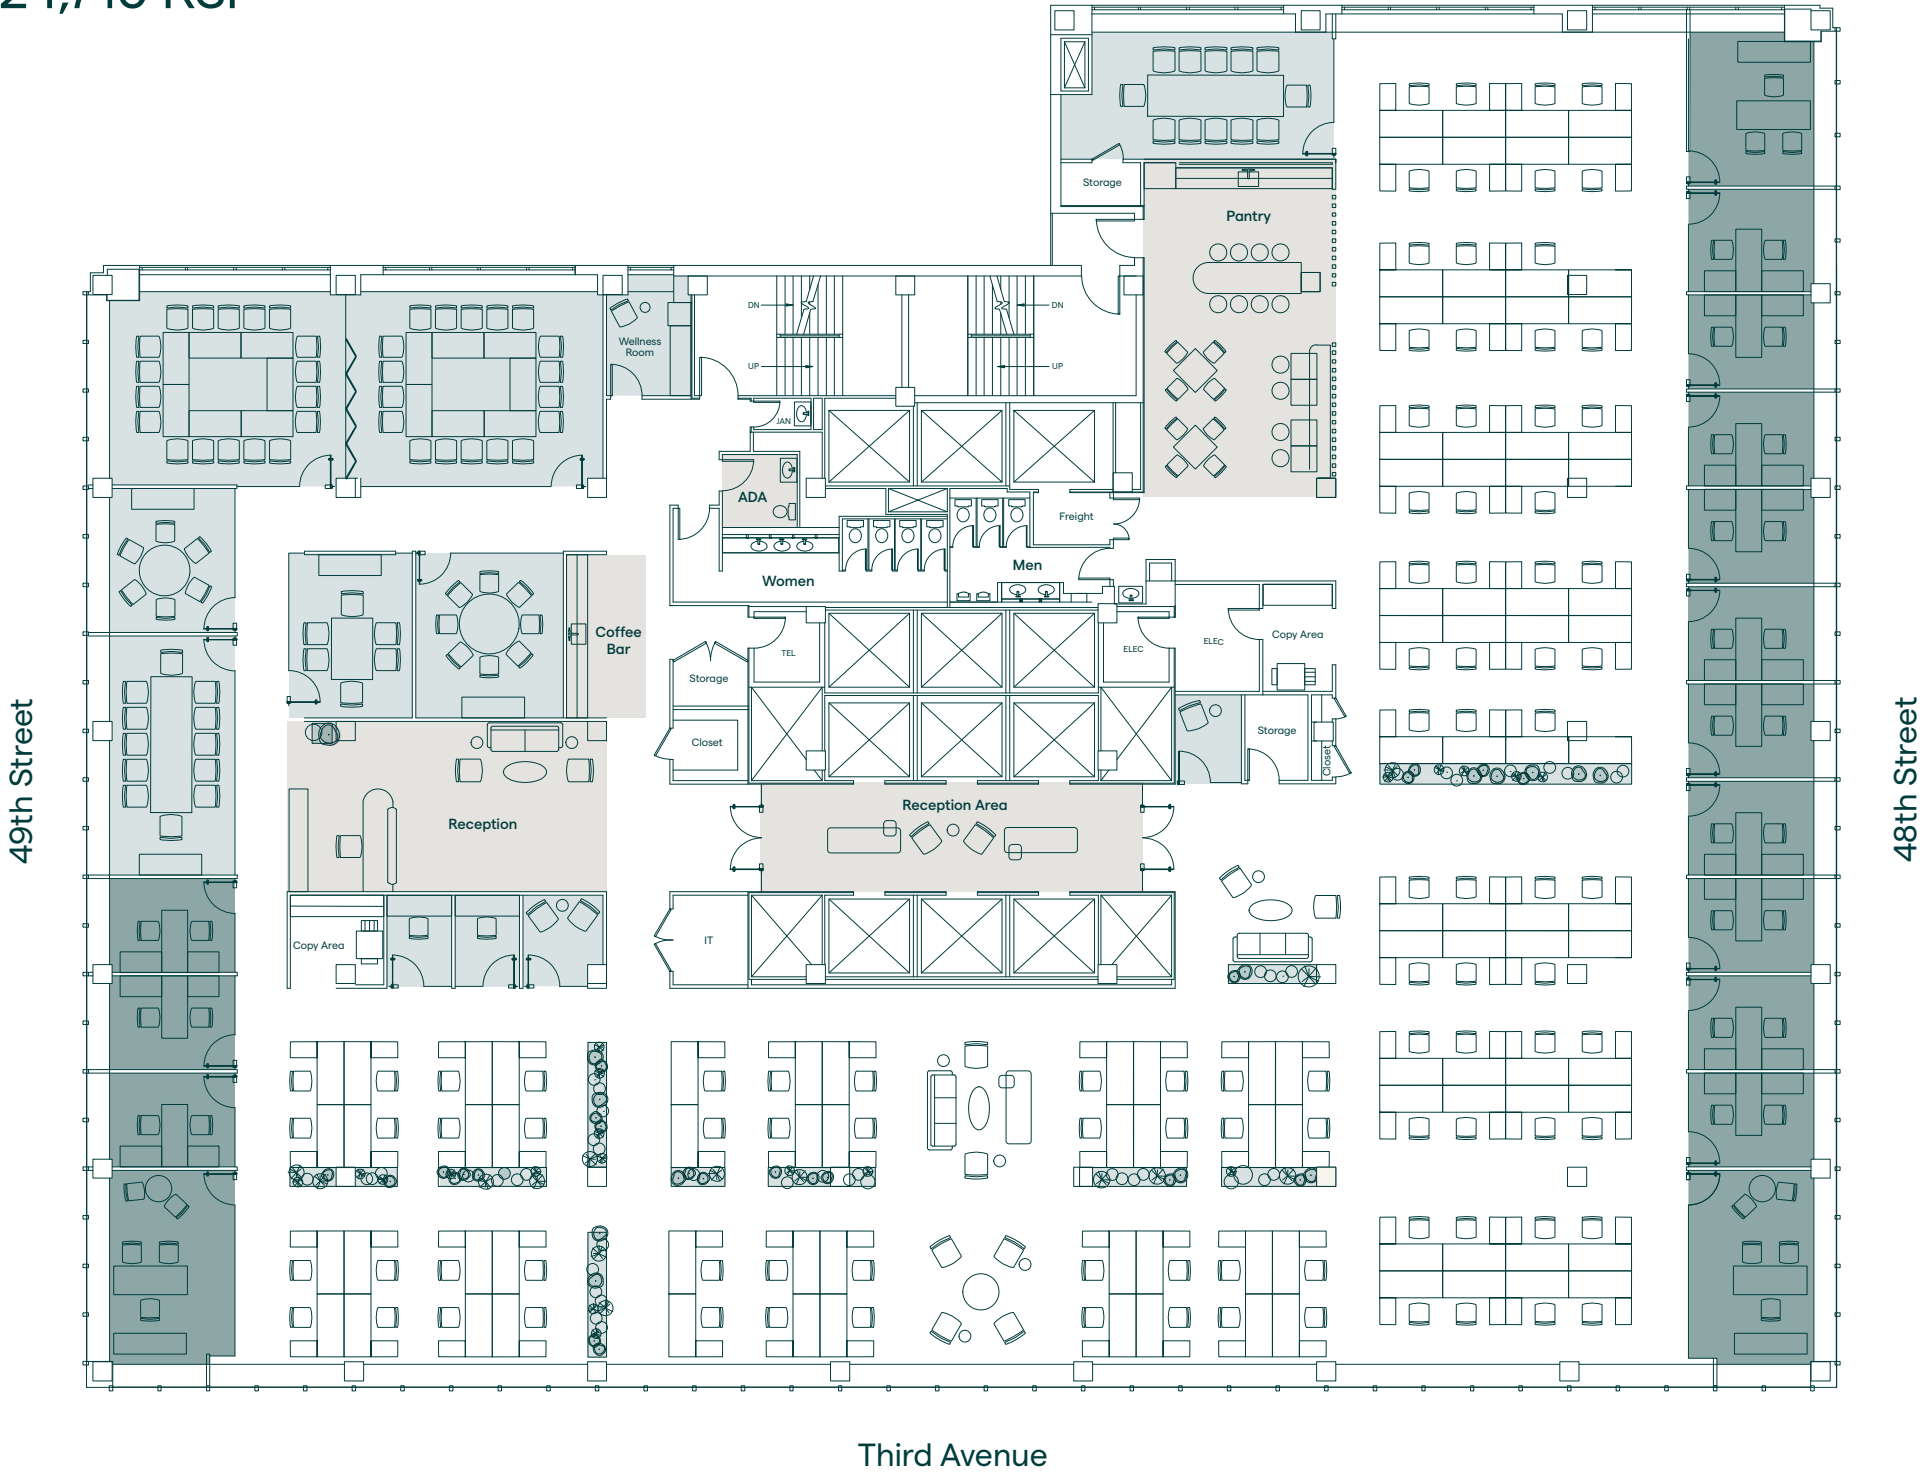 Storage
Pantry
DN
DN
Wellness
Room
UP
UP
JAN
ADA
Freight
Men
Women
Coffee
Bar
TEL
ELEC
ELEC
Copy Area
Storage
Closet
Storage
Closet
49th Street
48th Street
Reception Area
Reception
Copy Area
IT
Third Avenue